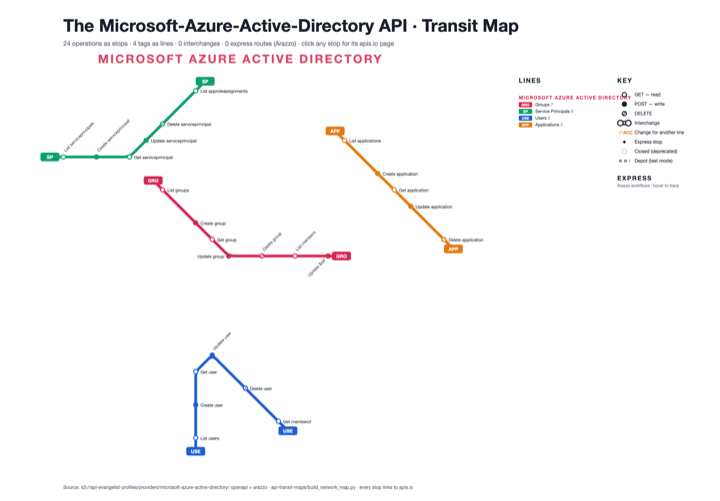 The Microsoft-Azure-Active-Directory API · Transit Map
24 operations as stops · 4 tags as lines · 0 interchanges · 0 express routes (Arazzo) · click any stop for its apis.io page
MICROSOFT AZURE ACTIVE DIRECTORY
SP
List approleassignments
Delete serviceprincipal
Update serviceprincipal
List serviceprincipals
Create serviceprincipal
SP
Get serviceprincipal
GRO
List groups
Create group
Get group
Update group
Delete group
List members
GRO
APP
List applications
Create application
Get application
Update application
Delete application
APP
Update user
Get user
Create user
List users
USE
Delete user
Get memberof
USE
LINES
MICROSOFT AZURE ACTIVE DIRECTORY
GRO Groups 7
SP Service Principals 6
USE Users 6
APP Applications 5
KEY
GET — read
POST — write
DELETE
Interchange
Change for another line
Express stop
Closed (deprecated)
Depot (test mode)
EXPRESS
Arazzo workflows · hover to trace
Source: s3://api-evangelist-profiles/providers/microsoft-azure-active-directory/ openapi + arazzo · api-transit-maps/build_network_map.py · every stop links to apis.io